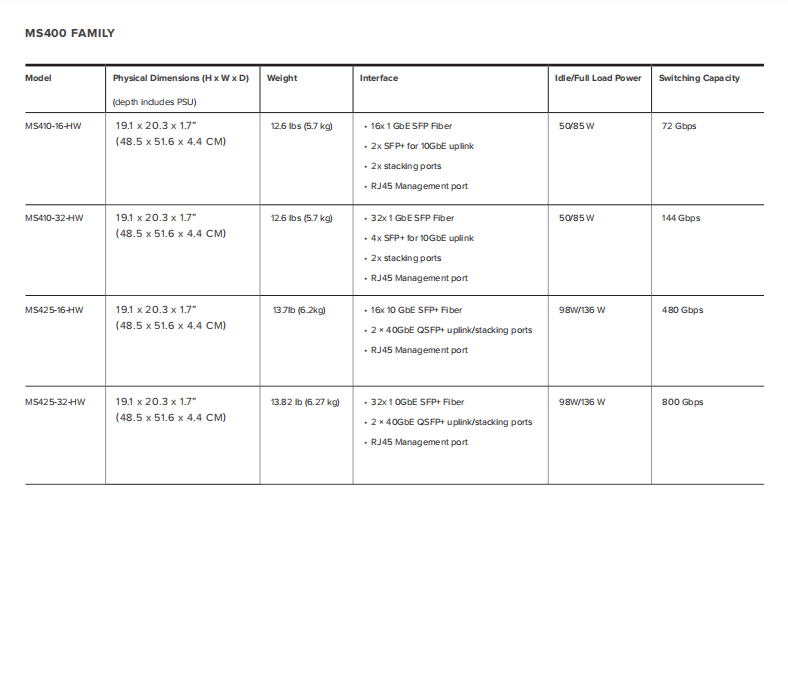 MS400 FAMILY
Model
Physical Dimensions (H x W x D)
(depth includes PSU)
Weight
Interface
Idle/Full Load Power
Switching Capacity
MS410-16-HW
19.1 x 20.3 x 1.7"
(48.5 x 51.6 x 4.4 CM)
12.6 lbs (5.7 kg)
• 16x 1 GbE SFP Fiber
• 2x SFP+ for 10GbE uplink
• 2x stacking ports
• RJ45 Management port
50/85 W
72 Gbps
MS410-32-HW
19.1 x 20.3 x 1.7"
(48.5 x 51.6 x 4.4 CM)
12.6 lbs (5.7 kg)
• 32x 1 GbE SFP Fiber
• 4x SFP+ for 10GbE uplink
• 2x stacking ports
• RJ45 Management port
50/85 W
144 Gbps
MS425-16-HW
19.1 x 20.3 x 1.7"
(48.5 x 51.6 x 4.4 CM)
13.7lb (6.2kg)
• 16x 10 GbE SFP+ Fiber
• 2 × 40GbE QSFP+ uplink/stacking ports
• RJ45 Management port
98W/136 W
480 Gbps
MS425-32-HW
19.1 x 20.3 x 1.7"
(48.5 x 51.6 x 4.4 CM)
13.82 lb (6.27 kg)
• 32x 1 0GbE SFP+ Fiber
• 2 × 40GbE QSFP+ uplink/stacking ports
• RJ45 Management port
98W/136 W
800 Gbps